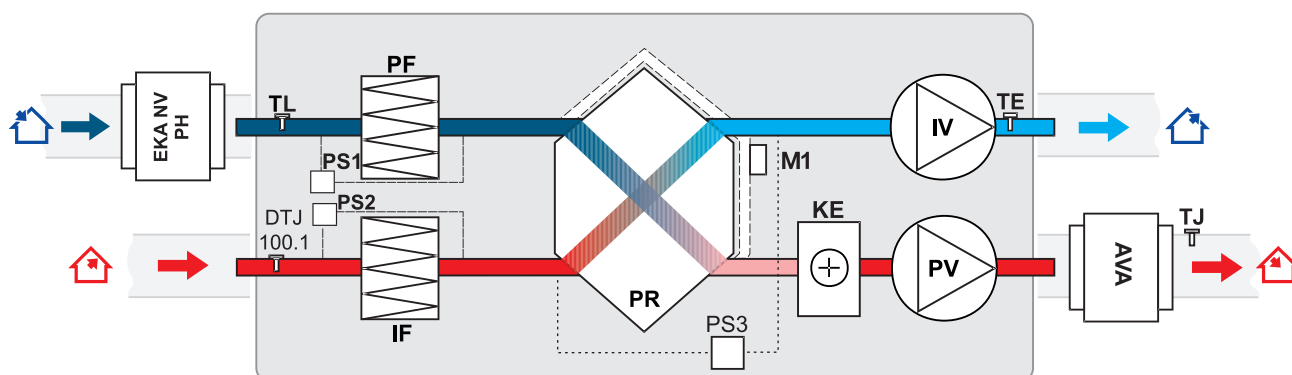 PF
TL
EKA NV
PH
IV
TE
PS1
M1
PS2
DTJ
100.1
KE
TJ
IF
PR
PV
AVA
PS3